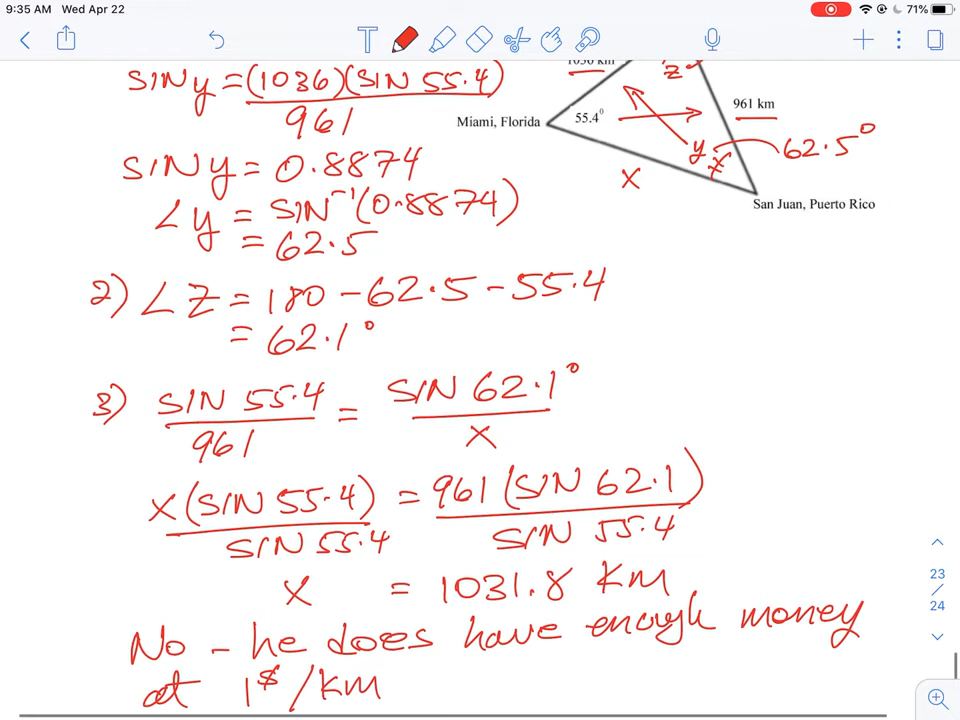 9:35 AM Wed Apr 22
71%
T
1036 km
z
sin y = (1036)(sin 55.4)
961
961 km
Miami, Florida
55.4°
y
62.5°
x
San Juan, Puerto Rico
sin y = 0.8874
∠y = sin⁻¹(0.8874)
= 62.5
2) ∠Z = 180 - 62.5 - 55.4
= 62.1°
3) sin 55.4 = sin 62.1°
961 x
x(sin 55.4) = 961 (sin 62.1)
sin 55.4 sin 55.4
x = 1031.8 km
No - he does have enough money
at 1$/km
23
/
24